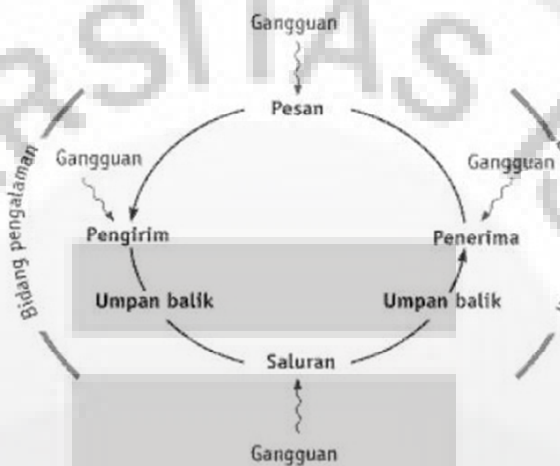 Gangguan
Pesan
Gangguan
Gangguan
Bidang pengalaman
Pengirim
Penerima
Umpan balik
Umpan balik
Saluran
Gangguan